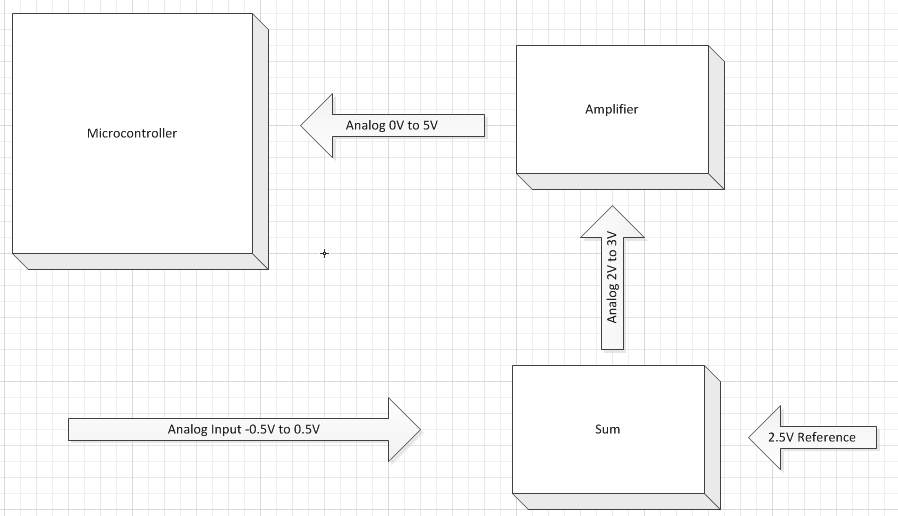 Microcontroller
Analog 0V to 5V
Amplifier
Analog 2V to 3V
Analog Input -0.5V to 0.5V
Sum
2.5V Reference